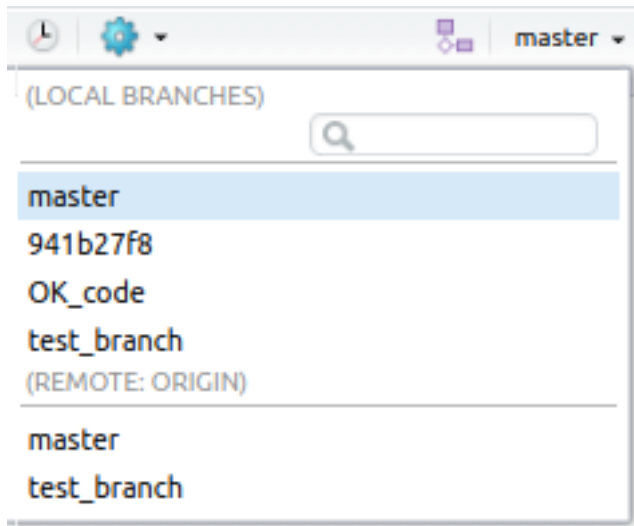 master
(LOCAL BRANCHES)
master
941b27f8
OK_code
test_branch
(REMOTE: ORIGIN)
master
test_branch